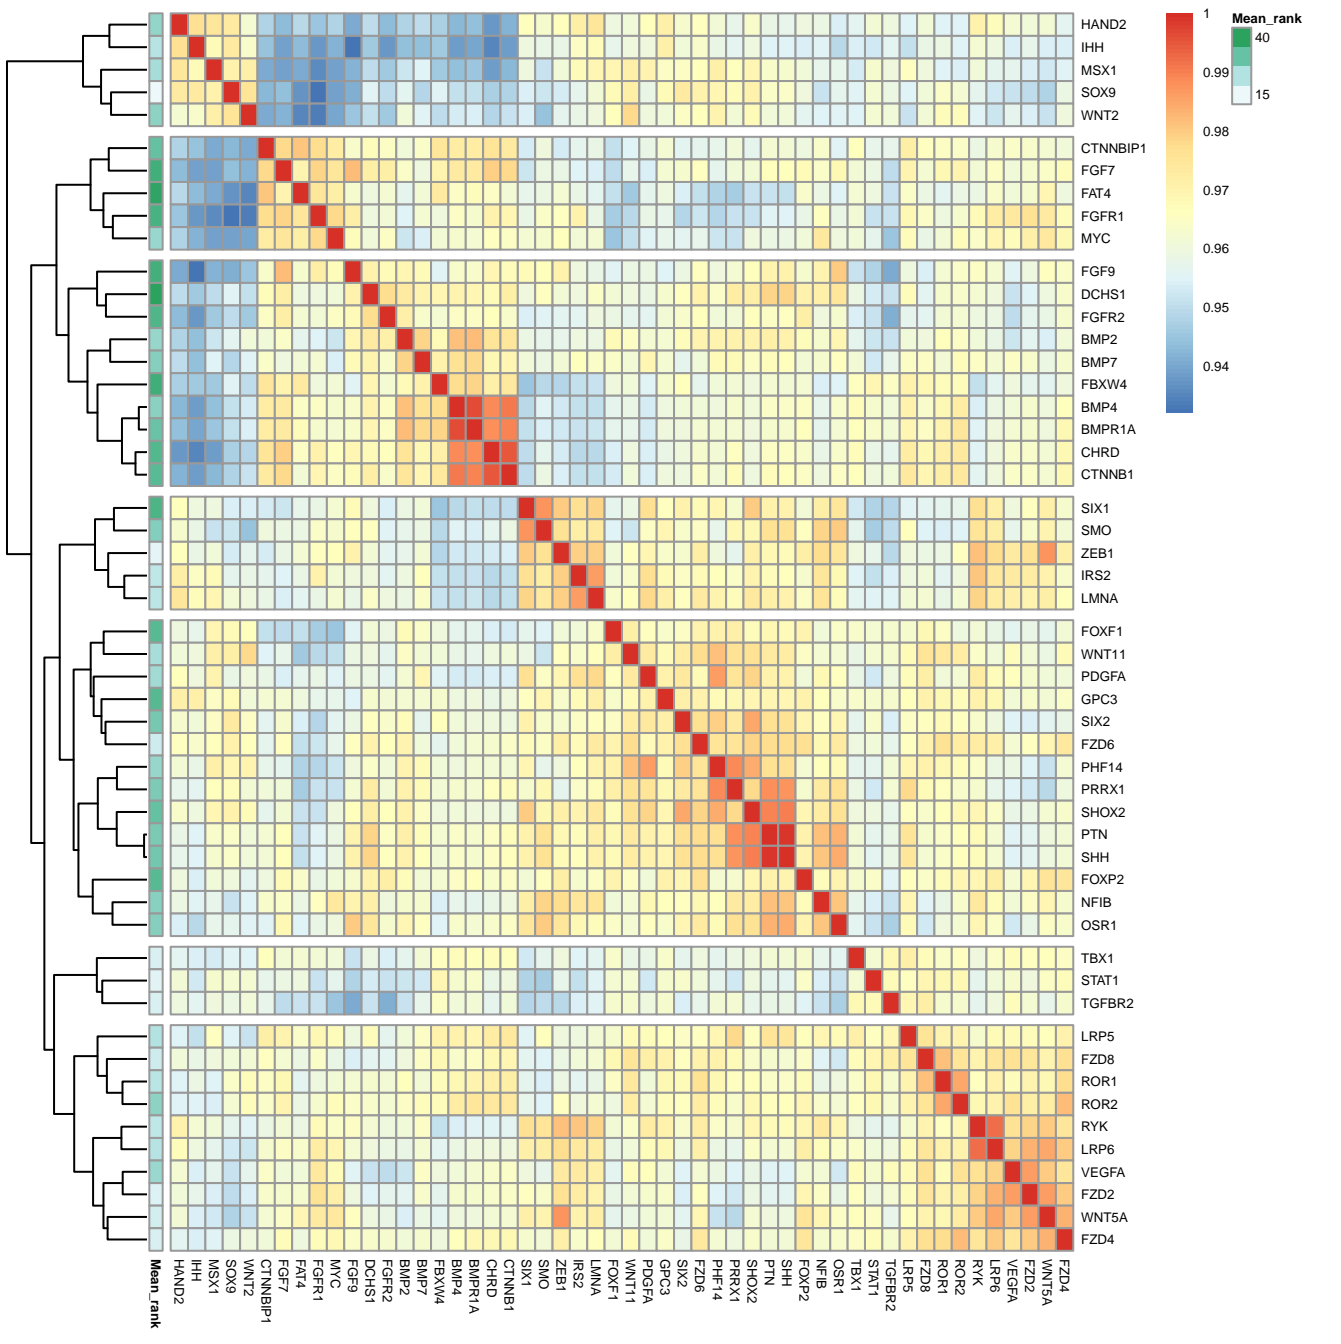 1
0.99
0.98
0.97
0.96
0.95
0.94
Mean_rank
40
15
HAND2
IHH
MSX1
SOX9
WNT2
CTNNBIP1
FGF7
FAT4
FGFR1
MYC
FGF9
DCHS1
FGFR2
BMP2
BMP7
FBXW4
BMP4
BMPR1A
CHRD
CTNNB1
SIX1
SMO
ZEB1
IRS2
LMNA
FOXF1
WNT11
PDGFA
GPC3
SIX2
FZD6
PHF14
PRRX1
SHOX2
PTN
SHH
FOXP2
NFIB
OSR1
TBX1
STAT1
TGFBR2
LRP5
FZD8
ROR1
ROR2
RYK
LRP6
VEGFA
FZD2
WNT5A
FZD4
Mean_rank
HAND2
IHH
MSX1
SOX9
WNT2
CTNNBIP1
FGF7
FAT4
FGFR1
MYC
FGF9
DCHS1
FGFR2
BMP2
BMP7
FBXW4
BMP4
BMPR1A
CHRD
CTNNB1
SIX1
SMO
ZEB1
IRS2
LMNA
FOXF1
WNT11
PDGFA
GPC3
SIX2
FZD6
PHF14
PRRX1
SHOX2
PTN
SHH
FOXP2
NFIB
OSR1
TBX1
STAT1
TGFBR2
LRP5
FZD8
ROR1
ROR2
RYK
LRP6
VEGFA
FZD2
WNT5A
FZD4